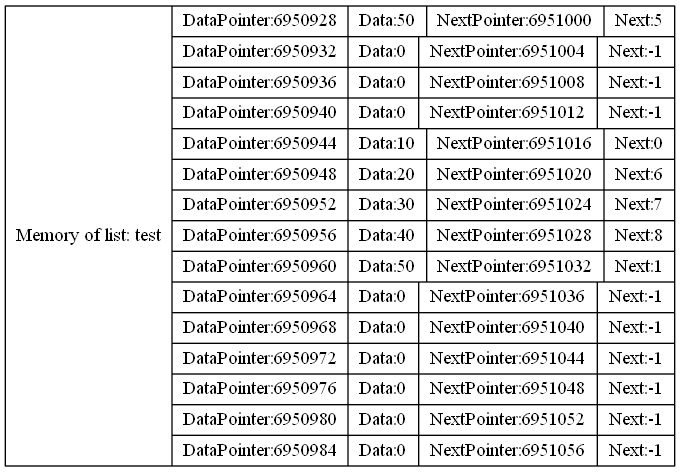 Memory of list: test
DataPointer:6950928 Data:50 NextPointer:6951000 Next:5
DataPointer:6950932 Data:0 NextPointer:6951004 Next:-1
DataPointer:6950936 Data:0 NextPointer:6951008 Next:-1
DataPointer:6950940 Data:0 NextPointer:6951012 Next:-1
DataPointer:6950944 Data:10 NextPointer:6951016 Next:0
DataPointer:6950948 Data:20 NextPointer:6951020 Next:6
DataPointer:6950952 Data:30 NextPointer:6951024 Next:7
DataPointer:6950956 Data:40 NextPointer:6951028 Next:8
DataPointer:6950960 Data:50 NextPointer:6951032 Next:1
DataPointer:6950964 Data:0 NextPointer:6951036 Next:-1
DataPointer:6950968 Data:0 NextPointer:6951040 Next:-1
DataPointer:6950972 Data:0 NextPointer:6951044 Next:-1
DataPointer:6950976 Data:0 NextPointer:6951048 Next:-1
DataPointer:6950980 Data:0 NextPointer:6951052 Next:-1
DataPointer:6950984 Data:0 NextPointer:6951056 Next:-1